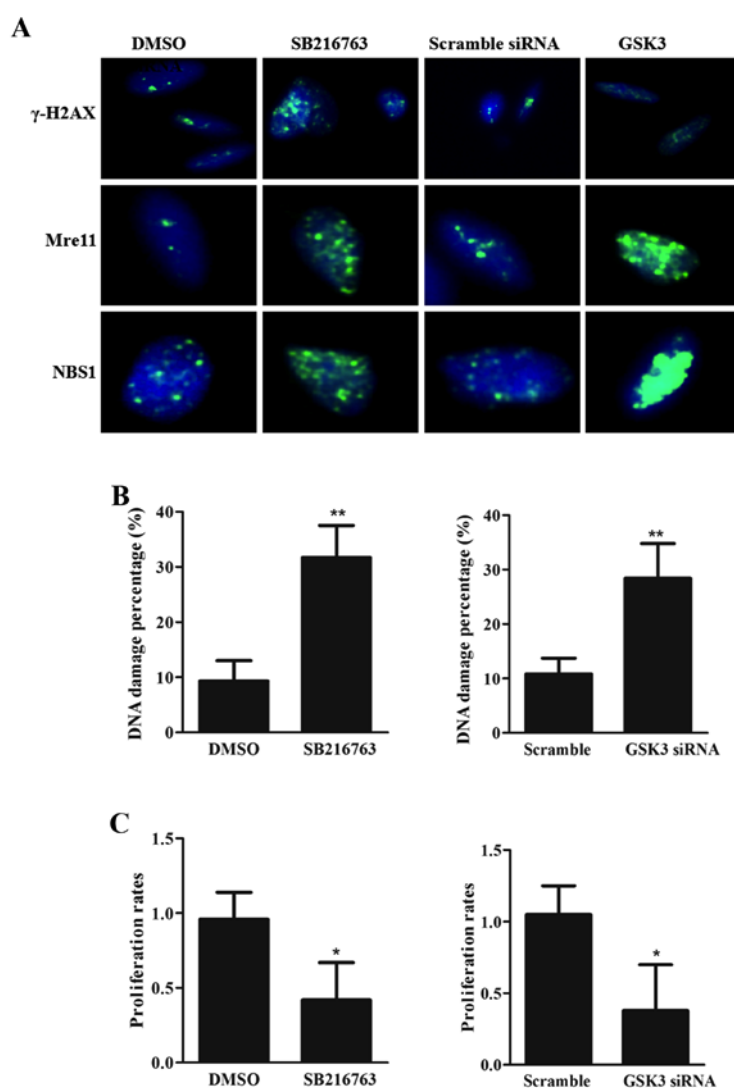 A
DMSO SB216763 Scramble siRNA GSK3
γ-H2AX
Mre11
NBS1
B
DNA damage percentage (%)
40
30
20
10
0
**
DMSO SB216763
DNA damage percentage (%)
40
30
20
10
0
**
Scramble GSK3 siRNA
C
Proliferation rates
1.5
1.0
0.5
0.0
*
DMSO SB216763
Proliferation rates
1.5
1.0
0.5
0.0
*
Scramble GSK3 siRNA